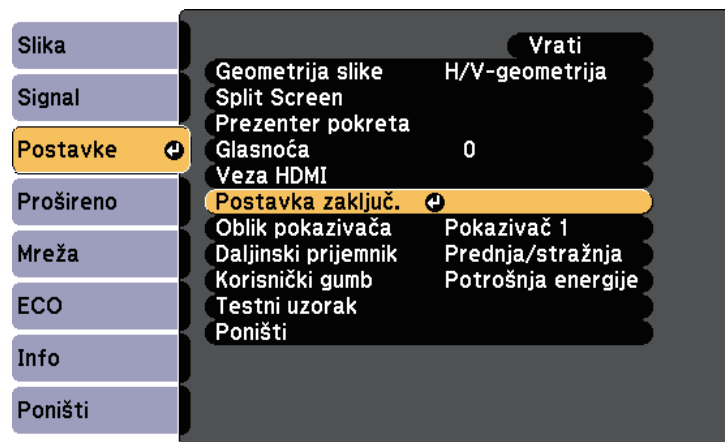 Slika
Signal
Postavke
Prošireno
Mreža
ECO
Info
Poništi
Vrati
Geometrija slike H/V-geometrija
Split Screen
Prezenter pokreta
Glasnoća 0
Veza HDMI
Postavka zaključ.
Oblik pokazivača Pokazivač 1
Daljinski prijemnik Prednja/stražnja
Korisnički gumb Potrošnja energije
Testni uzorak
Poništi